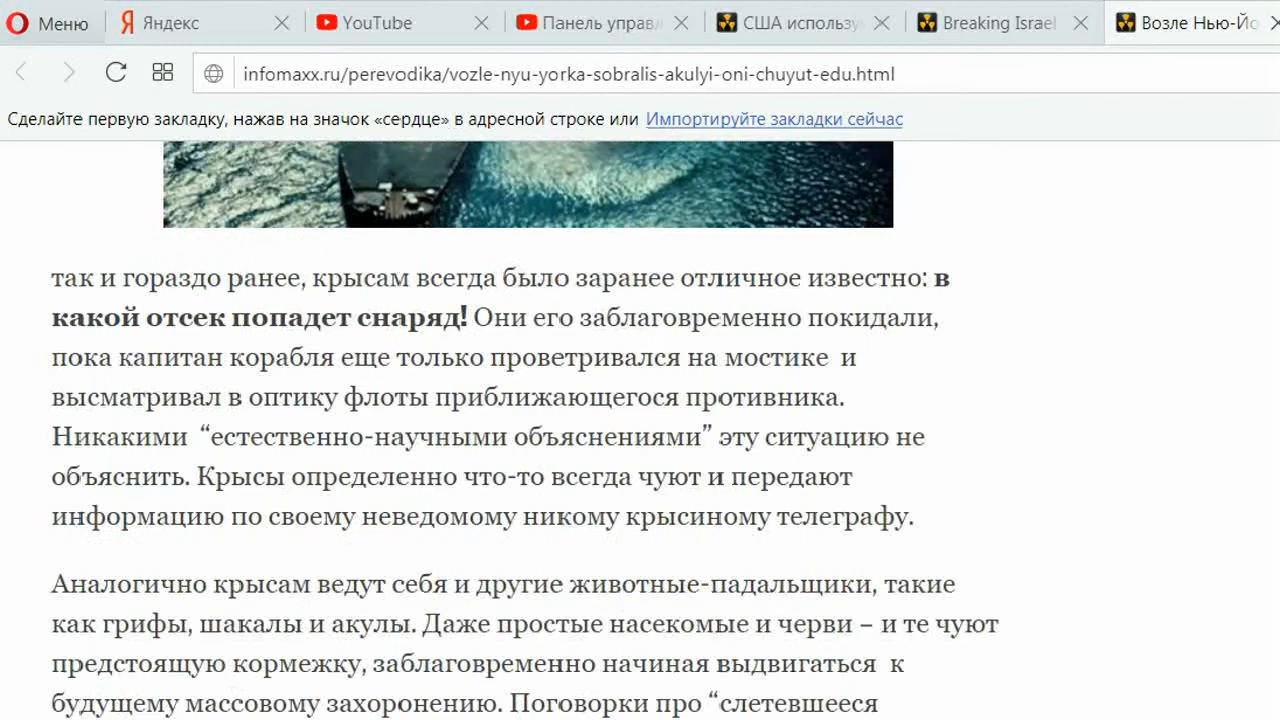 Меню
Яндекс
YouTube
Панель управ
США использу
Breaking Israel
Возле Нью-Йо
infomaxx.ru/perevodika/vozle-nyu-yorka-sobralis-akulyi-oni-chuyut-edu.html
Сделайте первую закладку, нажав на значок «сердце» в адресной строке или Импортируйте закладки сейчас
так и гораздо ранее, крысам всегда было заранее отличное известно: в
какой отсек попадет снаряд! Они его заблаговременно покидали,
пока капитан корабля еще только проветривался на мостике и
высматривал в оптику флоты приближающегося противника.
Никакими “естественно-научными объяснениями” эту ситуацию не
объяснить. Крысы определенно что-то всегда чуют и передают
информацию по своему неведомому никому крысиному телеграфу.
Аналогично крысам ведут себя и другие животные-падальщики, такие
как грифы, шакалы и акулы. Даже простые насекомые и черви – и те чуют
предстоящую кормежку, заблаговременно начиная выдвигаться к
будущему массовому захоронению. Поговорки про “слетевшееся